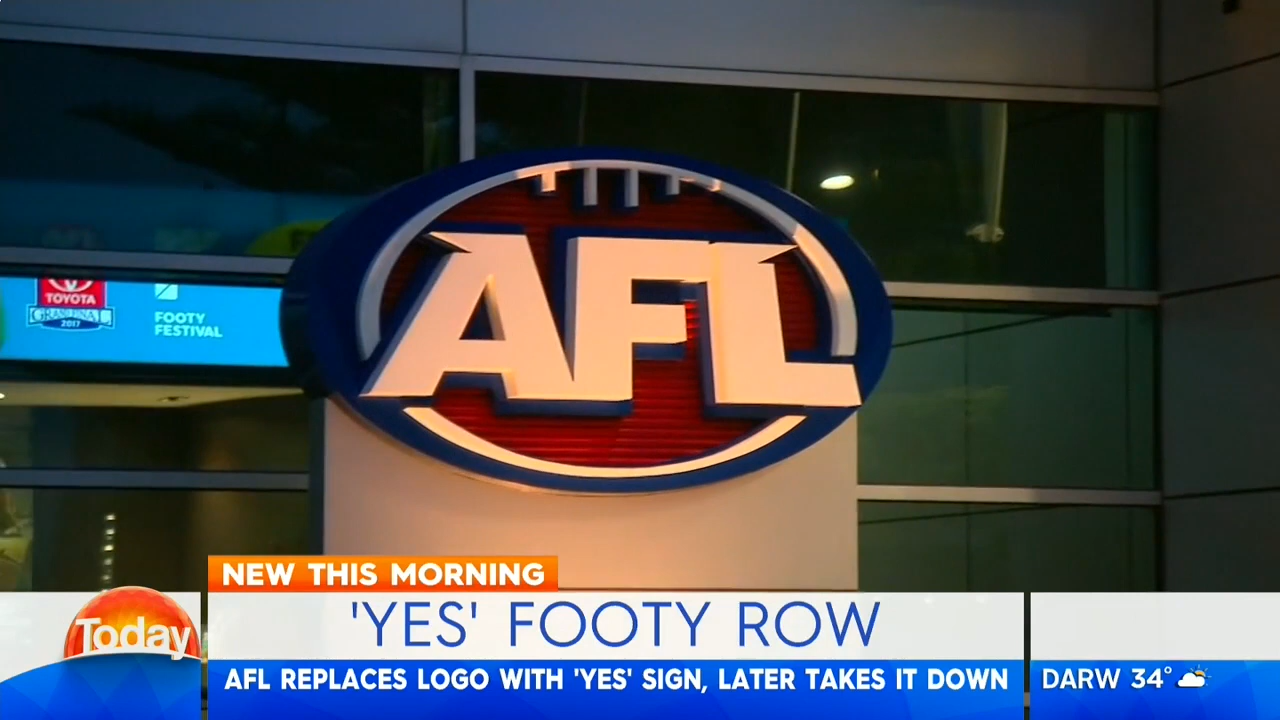 AFL
TOYOTA
GRAND FINAL
2017
FOOTY
FESTIVAL
NEW THIS MORNING
'YES' FOOTY ROW
Today
AFL REPLACES LOGO WITH 'YES' SIGN, LATER TAKES IT DOWN
DARW 34°